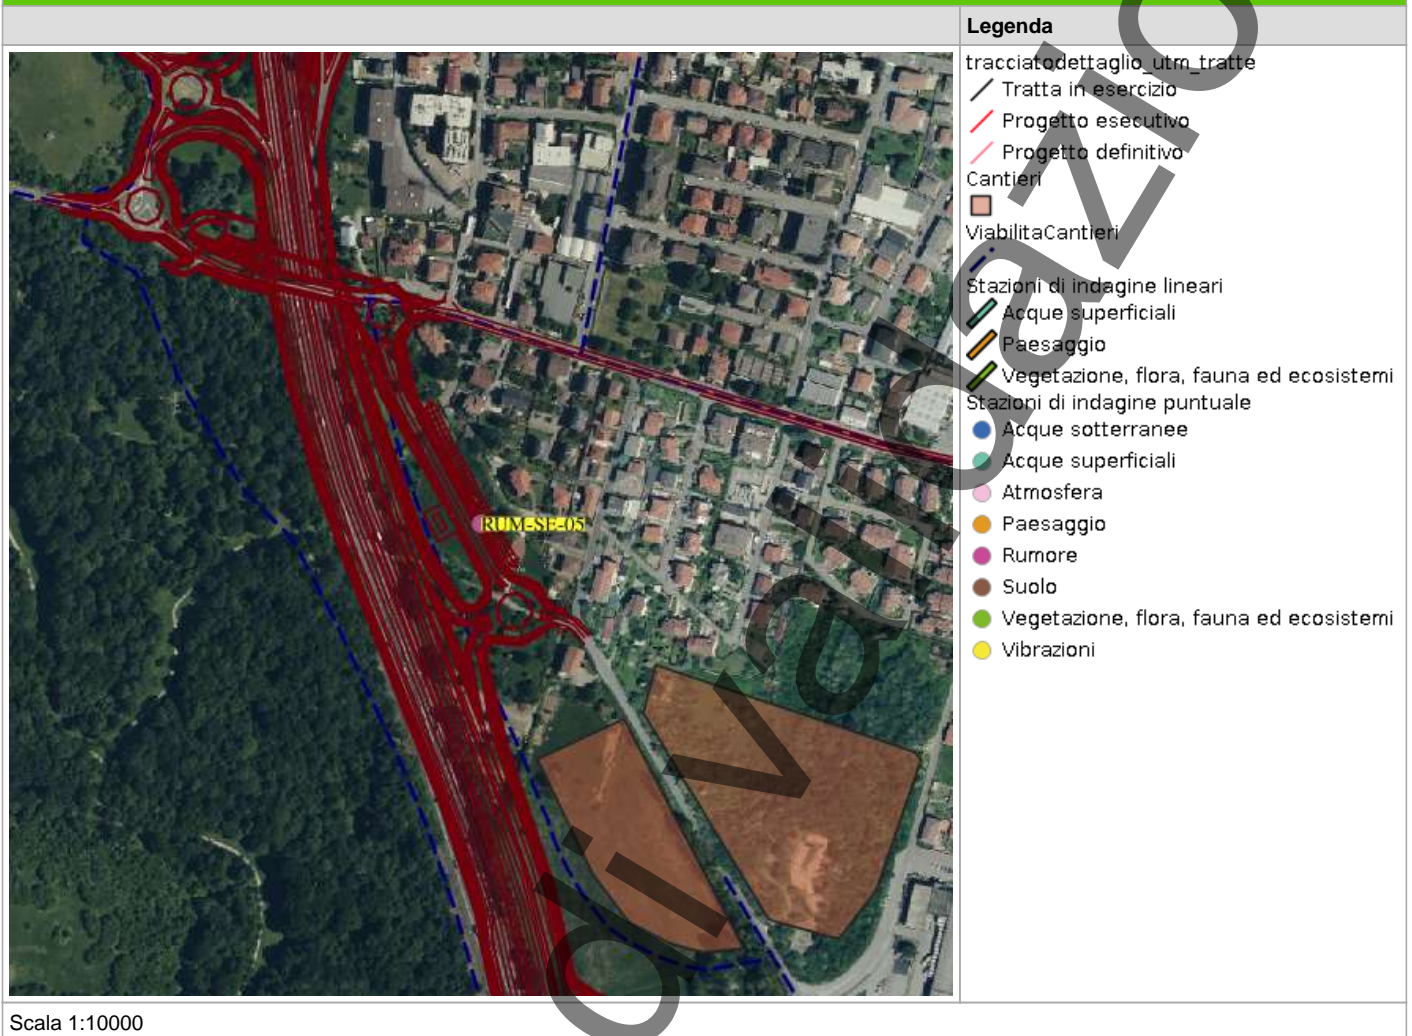 Legenda
tracciatodettaglio_utm_tratte
Tratta in esercizio
Progetto esecutivo
Progetto definitivo
Cantieri
ViabilitaCantieri
Stazioni di indagine lineari
Acque superficiali
Paesaggio
Vegetazione, flora, fauna ed ecosistemi
Stazioni di indagine puntuale
Acque sotterranee
Acque superficiali
Atmosfera
Paesaggio
Rumore
Suolo
Vegetazione, flora, fauna ed ecosistemi
Vibrazioni
RUM-SE-05
di validazio
Scala 1:10000